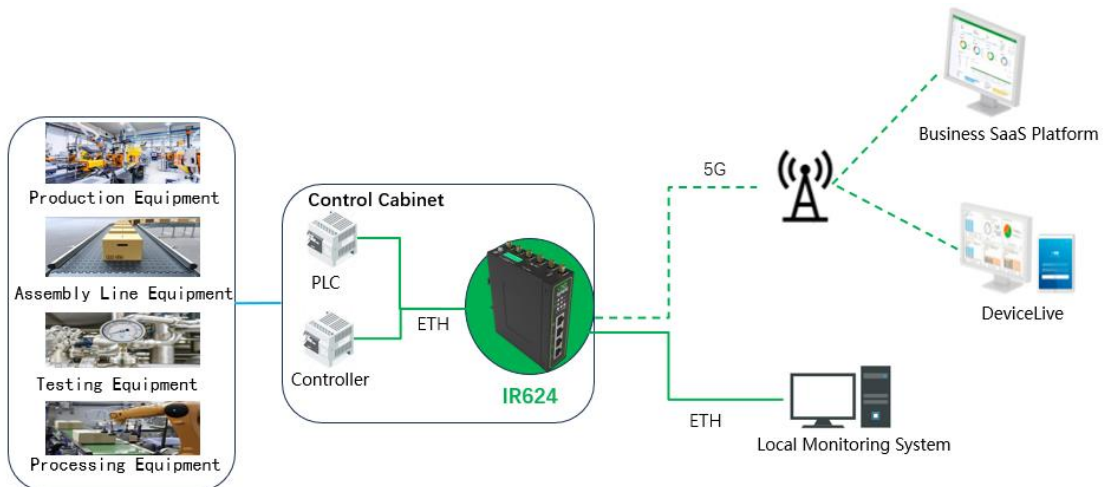 Business SaaS Platform
5G
Production Equipment
Control Cabinet
PLC
Assembly Line Equipment
ETH
DeviceLive
Testing Equipment
Controller
IR624
ETH
Local Monitoring System
Processing Equipment